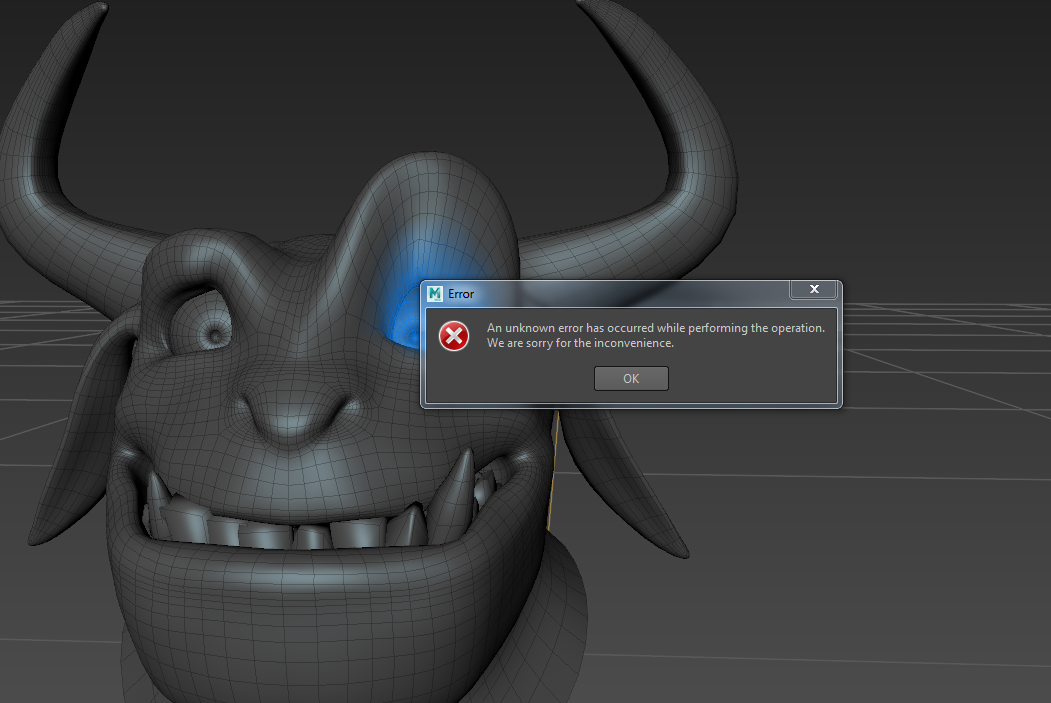 Error
An unknown error has occurred while performing the operation.
We are sorry for the inconvenience.
OK